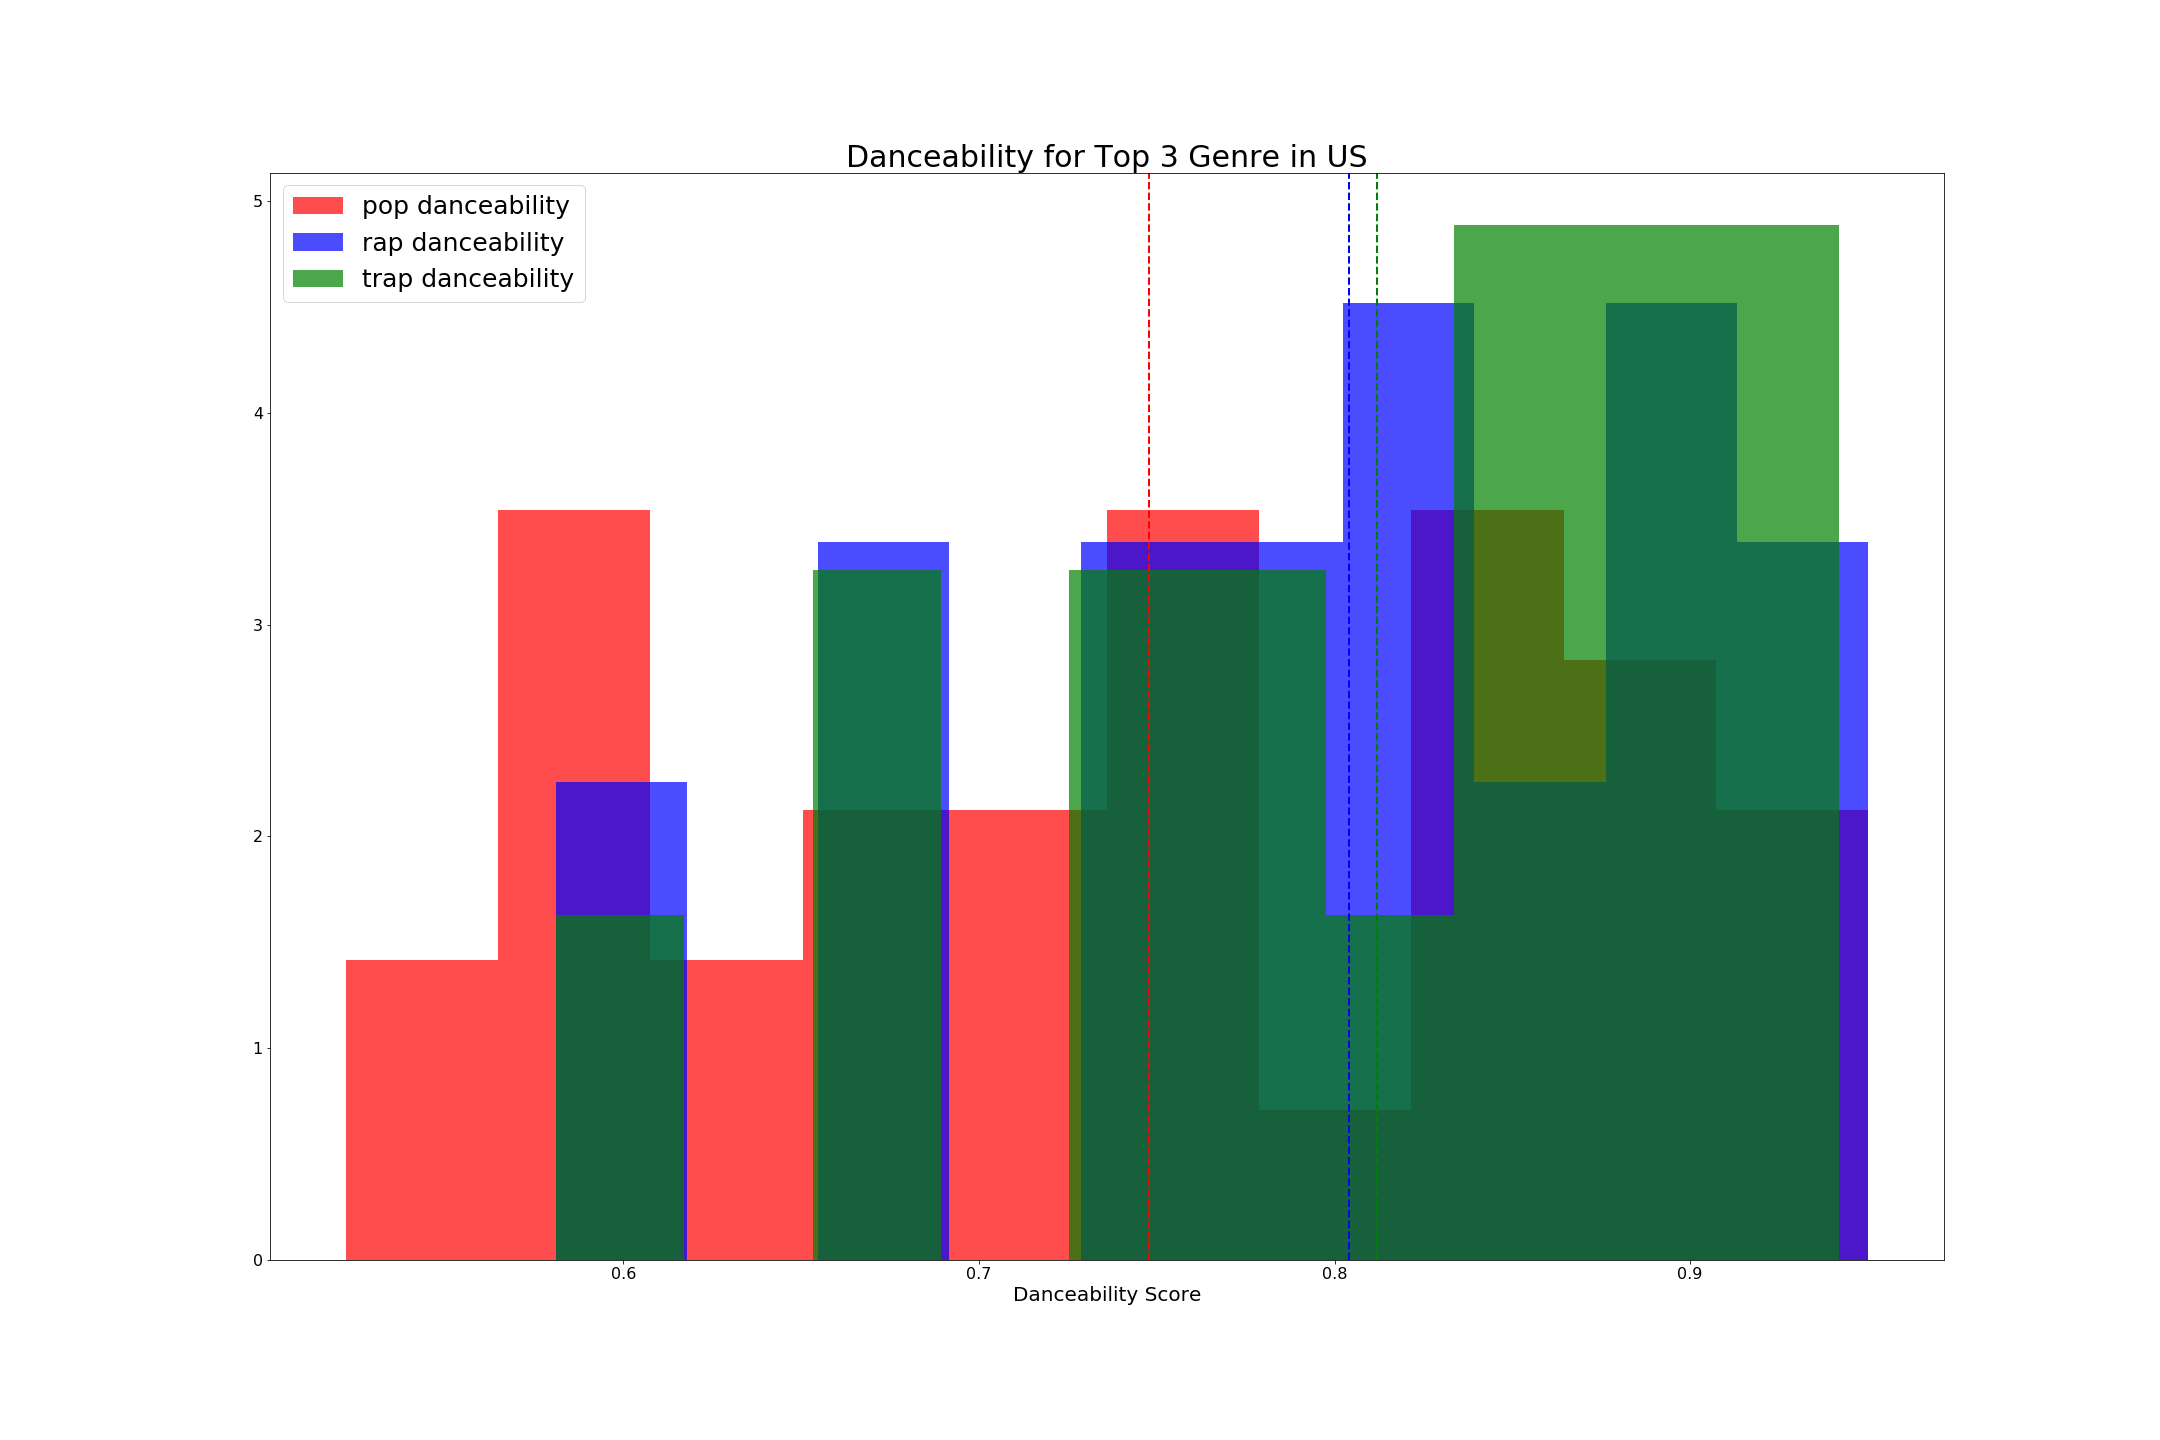 Danceability for Top 3 Genre in US
pop danceability
rap danceability
trap danceability
5
4
3
2
1
0
0.6 0.7 0.8 0.9
Danceability Score